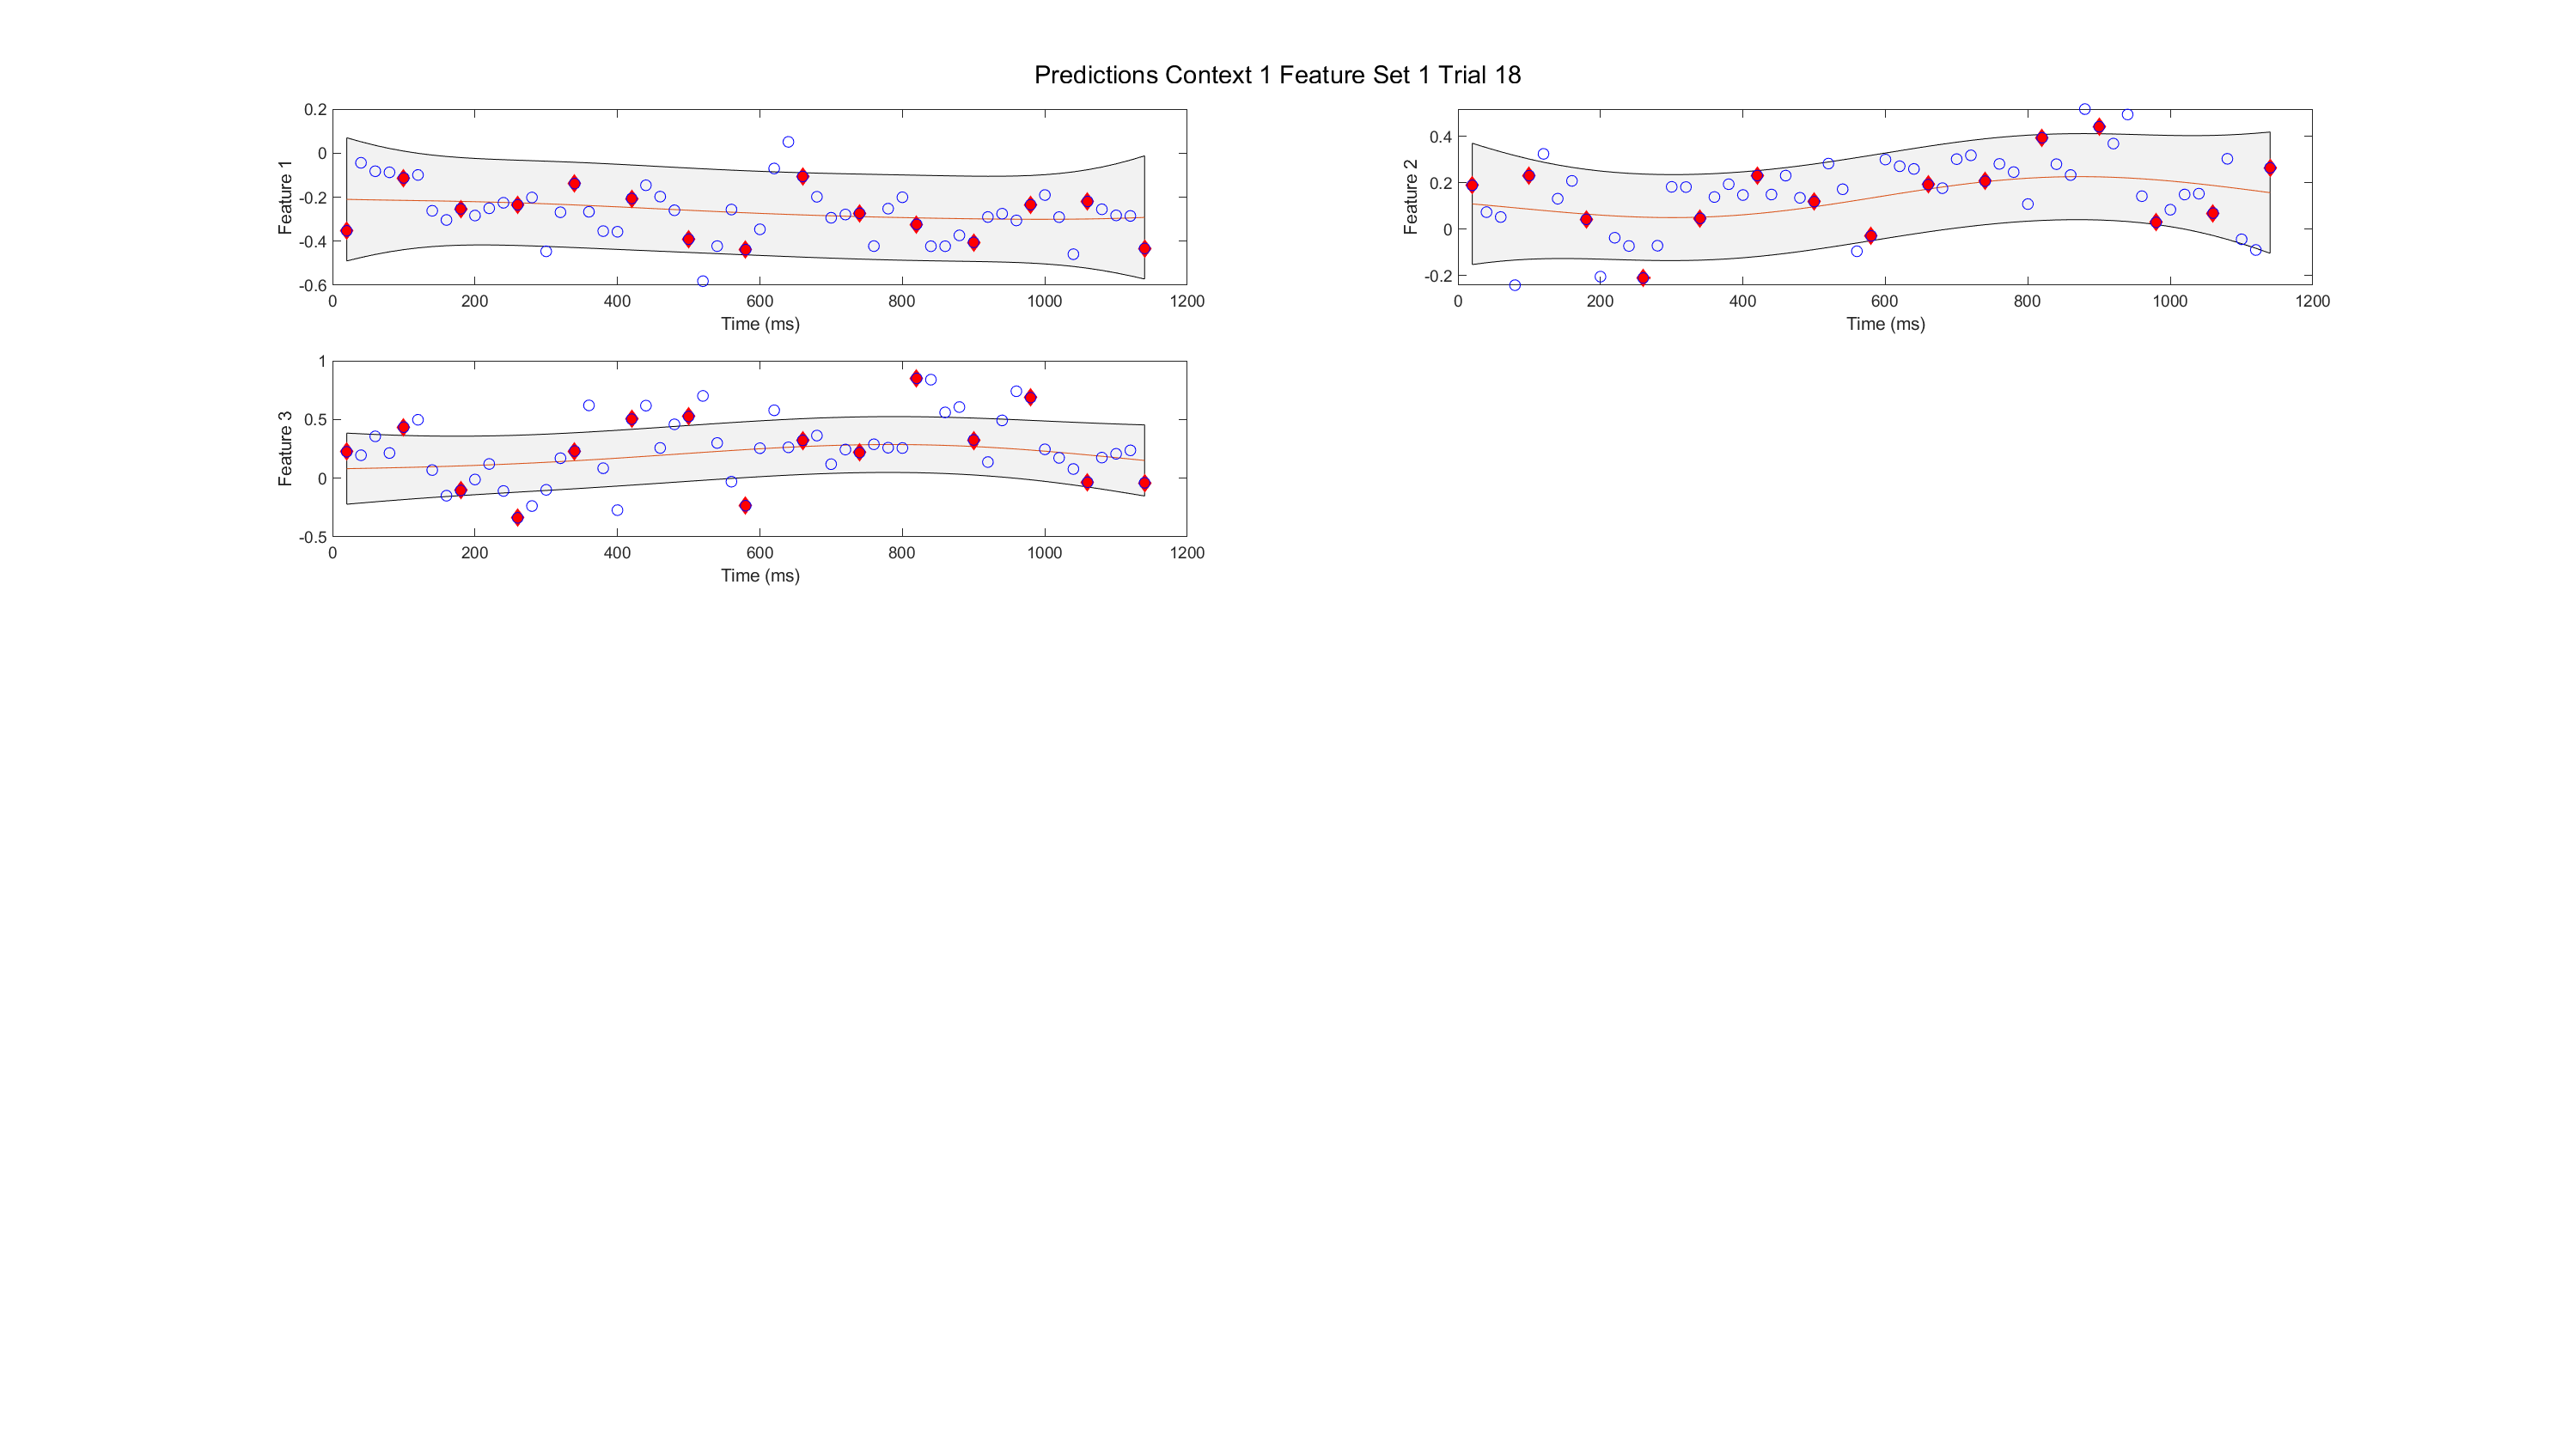 Predictions Context 1 Feature Set 1 Trial 18
0.2
0
-0.2
-0.4
-0.6
Feature 1
0 200 400 600 800 1000 1200
Time (ms)
0.4
0.2
0
-0.2
Feature 2
0 200 400 600 800 1000 1200
Time (ms)
1
0.5
0
-0.5
Feature 3
0 200 400 600 800 1000 1200
Time (ms)